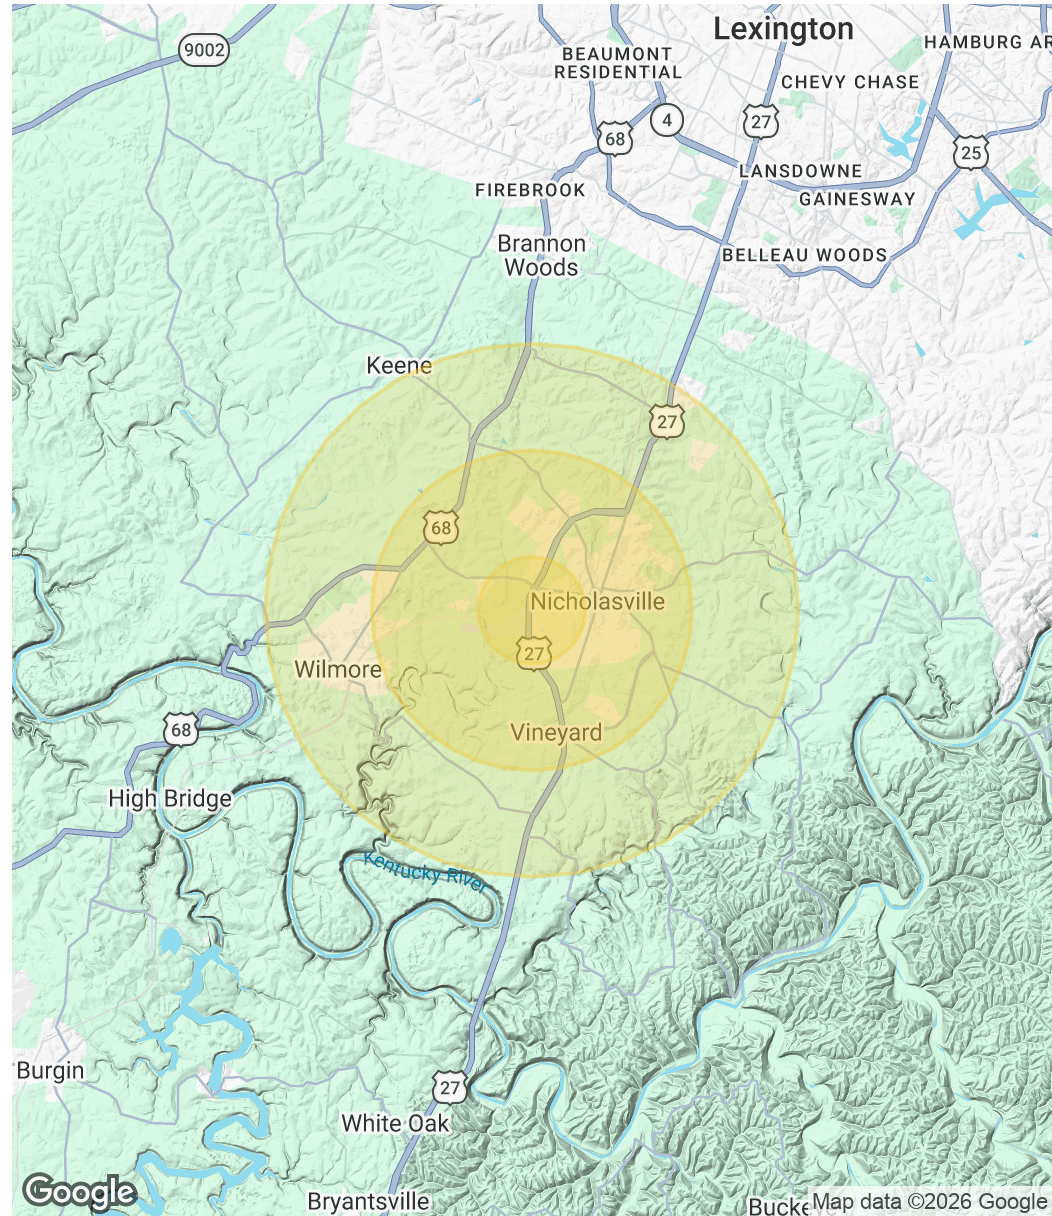 Lexington
9002
BEAUMONT
RESIDENTIAL
HAMBURG AR
CHEVY CHASE
4
27
68
25
LANSDOWNE
FIREBROOK
GAINESWAY
Brannon
Woods
BELLEAU WOODS
Keene
27
68
Nicholasville
27
Wilmore
68
Vineyard
High Bridge
Kentucky River
Burgin
27
White Oak
Google
Bryantsville
Bucke
Map data ©2026 Google